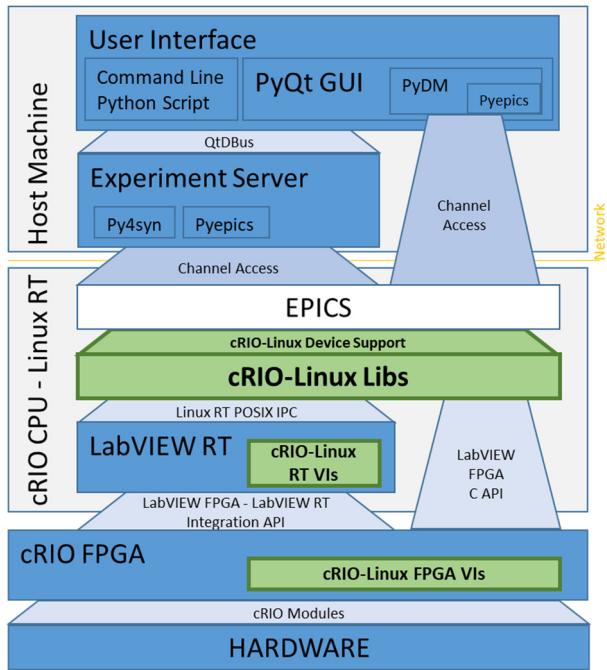 User Interface
Command Line
Python Script
PyQt GUI
PyDM
Pyepics
QtDBus
Experiment Server
Py4syn
Pyepics
Channel
Access
Host Machine
Network
Channel Access
EPICS
cRIO-Linux Device Support
cRIO-Linux Libs
Linux RT POSIX IPC
LabVIEW RT
cRIO-Linux
RT VIs
LabVIEW
FPGA
C API
cRIO CPU - Linux RT
LabVIEW FPGA - LabVIEW RT
Integration API
cRIO FPGA
cRIO-Linux FPGA VIs
cRIO Modules
HARDWARE